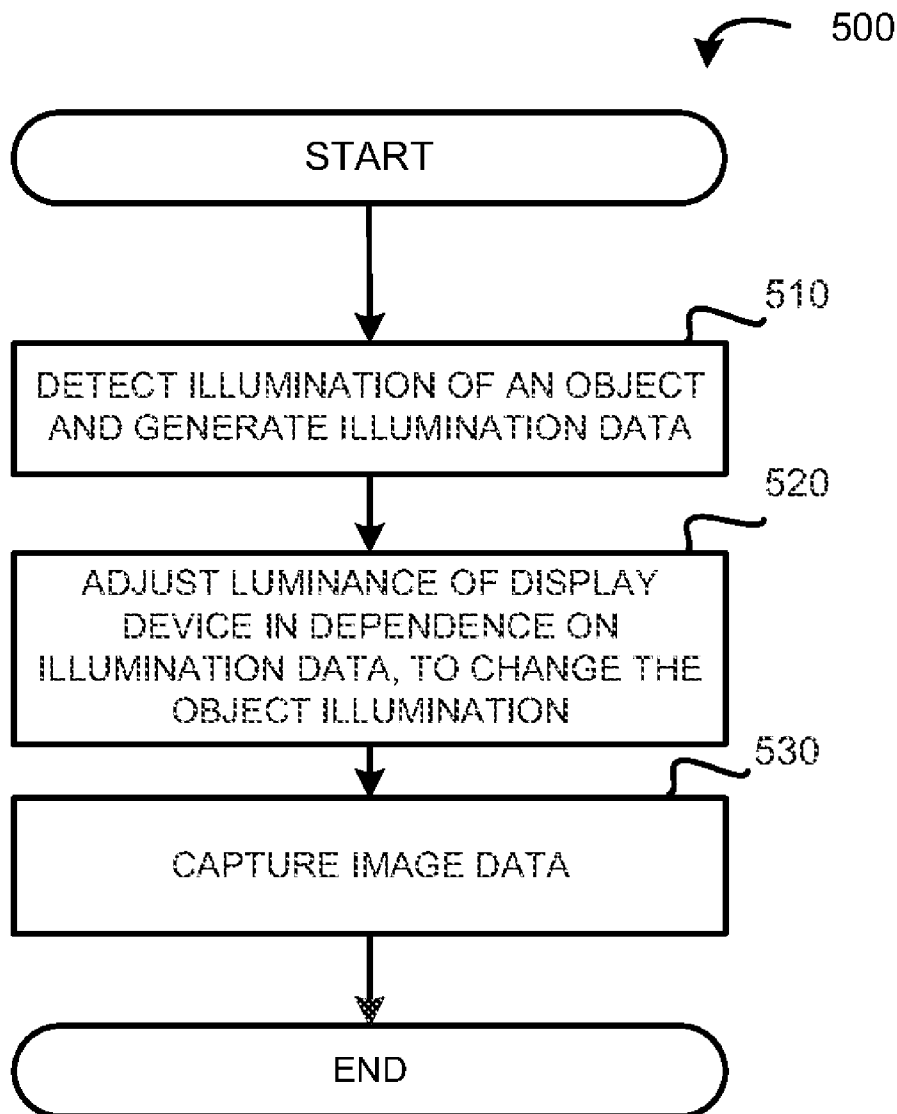 500
START
510
DETECT ILLUMINATION OF AN OBJECT
AND GENERATE ILLUMINATION DATA
520
ADJUST LUMINANCE OF DISPLAY
DEVICE IN DEPENDENCE ON
ILLUMINATION DATA, TO CHANGE THE
OBJECT ILLUMINATION
530
CAPTURE IMAGE DATA
END